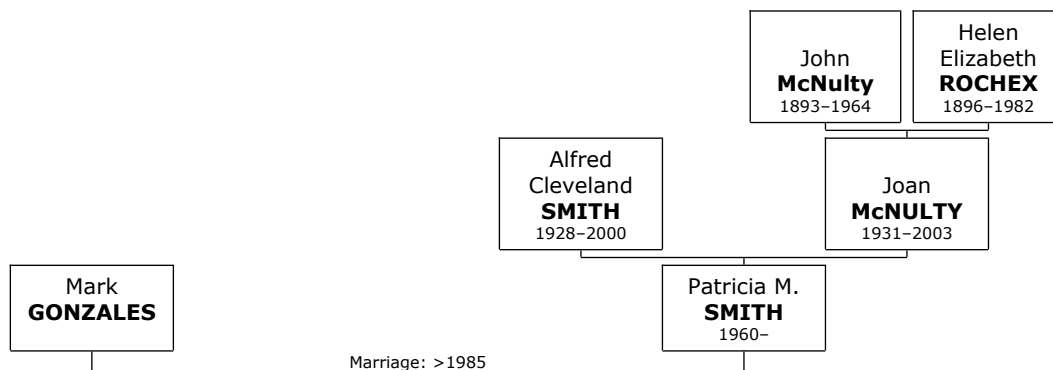 John
McNulty
1893–1964
Helen
Elizabeth
ROCHEX
1896–1982
Alfred
Cleveland
SMITH
1928–2000
Joan
McNULTY
1931–2003
Mark
GONZALES
Patricia M.
SMITH
1960–
Marriage: >1985